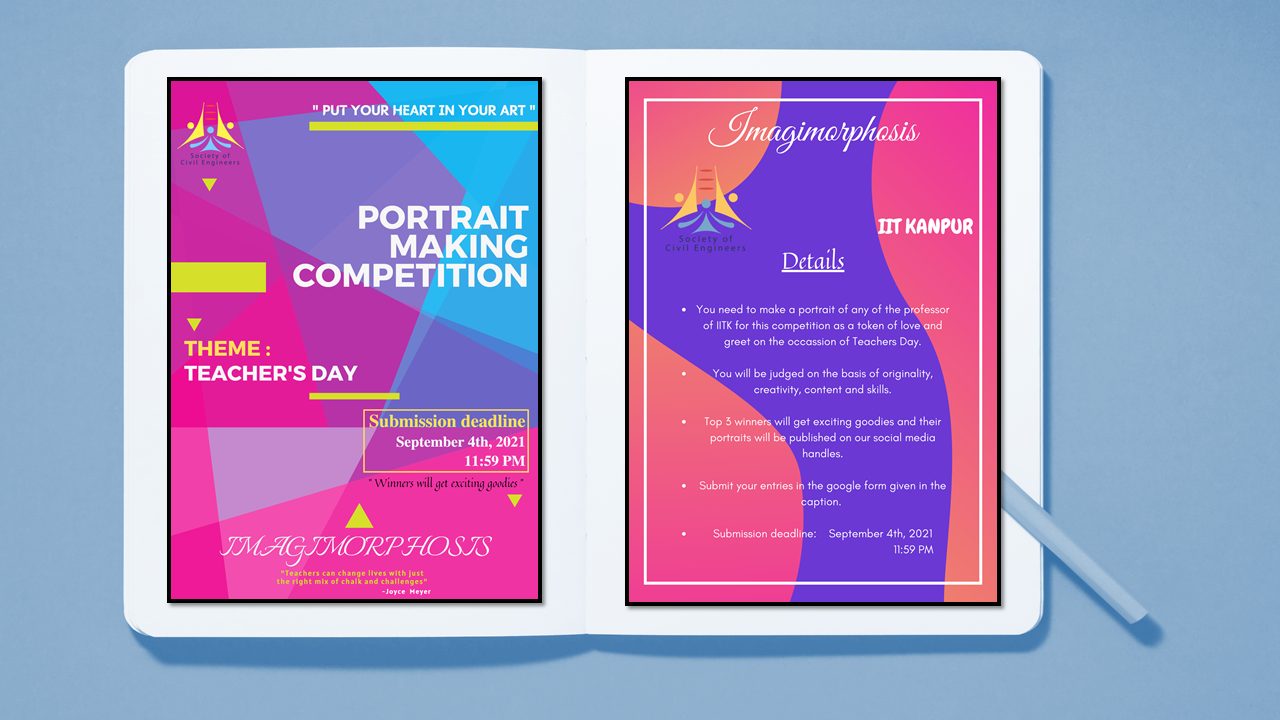 " PUT YOUR HEART IN YOUR ART "
Society of
Civil Engineers
PORTRAIT
MAKING
COMPETITION
THEME :
TEACHER'S DAY
Submission deadline
September 4th, 2021
11:59 PM
" Winners will get exciting goodies "
IMAGIMORPHOSIS
"Teachers can change lives with just
the right mix of chalk and challenges"
-Joyce Meyer
Imagimorphosis
Society of
Civil Engineers
IIT KANPUR
Details
• You need to make a portrait of any of the professor
of IITK for this competition as a token of love and
greet on the occassion of Teachers Day.
• You will be judged on the basis of originality,
creativity, content and skills.
• Top 3 winners will get exciting goodies and their
portraits will be published on our social media
handles.
• Submit your entries in the google form given in the
caption.
• Submission deadline: September 4th, 2021
11:59 PM